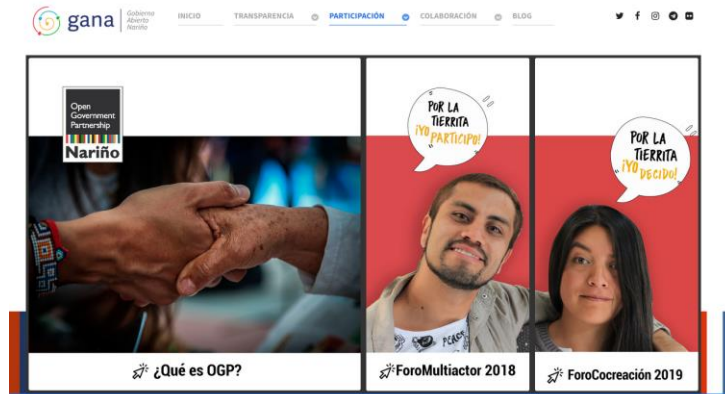 gana
Gobierno
Abierto
Nariño
INICIO
TRANSPARENCIA
PARTICIPACIÓN
COLABORACIÓN
BLOG
Open
Government
Partnership
Nariño
POR LA
TIERRITA
¡YO
PARTICIPO!
POR LA
TIERRITA
¡YO
DECIDO!
¿Qué es OGP?
ForoMultiactor 2018
ForoCocreación 2019